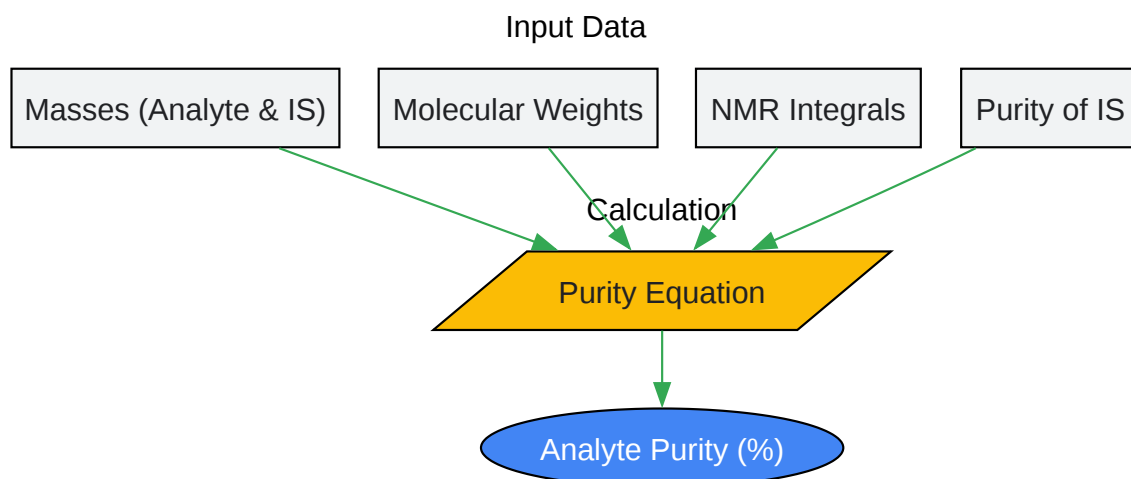 Input Data
Masses (Analyte & IS)
Molecular Weights
NMR Integrals
Purity of IS
Calculation
Purity Equation
Analyte Purity (%)